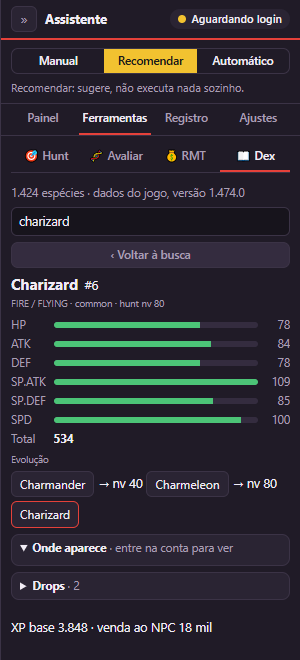 » Assistente Aguardando login
Manual Recomendar Automático
Recomendar: sugere, não executa nada sozinho.
Painel Ferramentas Registro Ajustes
Hunt Avaliar RMT Dex
1.424 espécies · dados do jogo, versão 1.474.0
charizard
‹ Voltar à busca
Charizard #6
FIRE / FLYING · common · hunt nv 80
HP 78
ATK 84
DEF 78
SP.ATK 109
SP.DEF 85
SPD 100
Total 534
Evolução
Charmander → nv 40 Charmeleon → nv 80
Charizard
▼ Onde aparece · entre na conta para ver
▶ Drops · 2
XP base 3.848 · venda ao NPC 18 mil